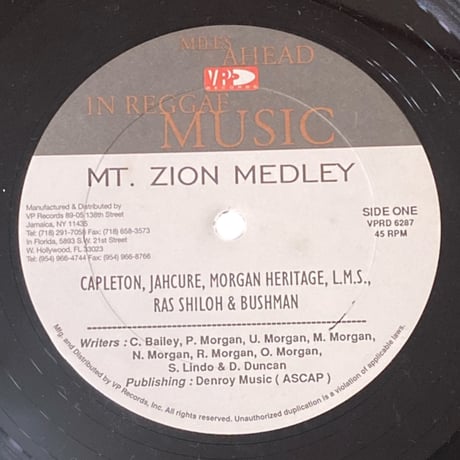 MILES
AHEAD
VP
RECORDS
IN REGGAE
MUSIC
MT. ZION MEDLEY
Manufactured & Distributed by
VP Records 89-05 138th Street
Jamaica, NY 11435
Tel: (718) 291-7058 Fax: (718) 658-3573
In Florida, 5893 S.W. 21st Street
W. Hollywood, FL 33023
Tel: (954) 966-4744 Fax: (954) 966-8766
SIDE ONE
VPRD 6287
45 RPM
CAPLETON, JAHCURE, MORGAN HERITAGE, L.M.S.,
RAS SHILOH & BUSHMAN
Writers : C. Bailey, P. Morgan, U. Morgan, M. Morgan,
N. Morgan, R. Morgan, O. Morgan,
S. Lindo & D. Duncan
Publishing : Denroy Music ( ASCAP )
Mfg. and Distributed by VP Records, Inc. All rights reserved. Unauthorized duplication is a violation of applicable laws.